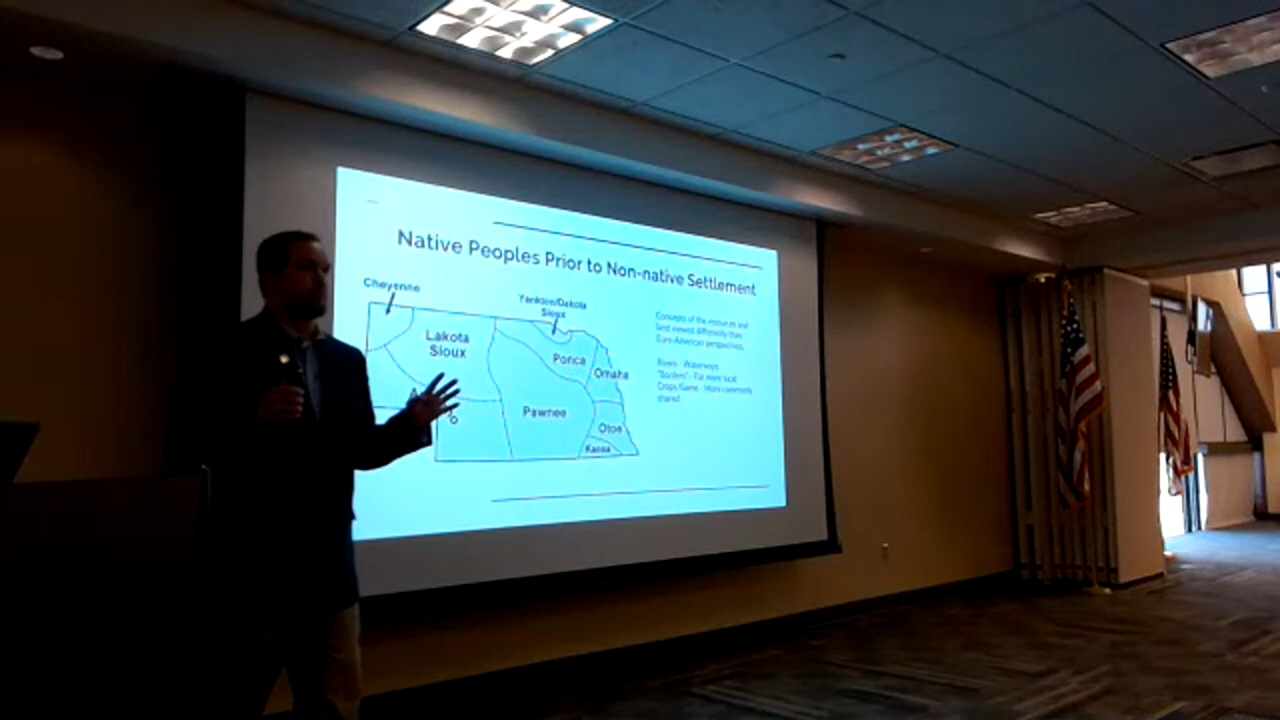 Native Peoples Prior to Non-native Settlement
Cheyenne
Yankton/Dakota
Sioux
Lakota
Sioux
Ponca
Omaha
Pawnee
Otoe
Kansa
Concepts of the resources and
land viewed differently than
Euro-American perspectives.
Rivers - Waterways
"Borders" - Far more fluid
Crops/Game - More commonly
shared